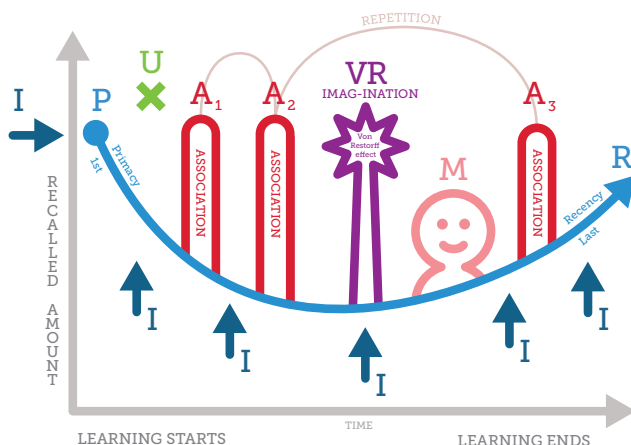 REPETITION
U
VR
IMAG-INATION
I
P
A1
A2
A3
Von
Restorff
effect
Primacy
1st
ASSOCIATION
ASSOCIATION
M
ASSOCIATION
R
Recency
Last
RECALLED AMOUNT
I
I
I
I
I
TIME
LEARNING STARTS
LEARNING ENDS